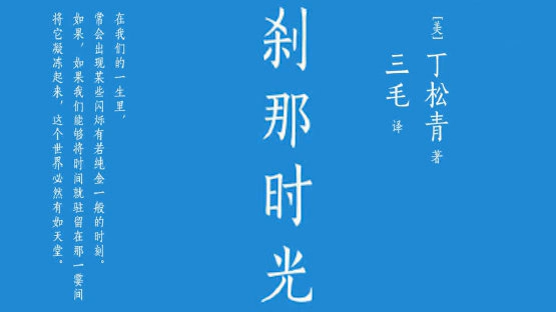 [美] 丁松青 著
三毛 译
刹那时光
在我们的一生里，
常会出现某些闪烁有若纯金一般的时刻。
如果，如果我们能够将时间就驻留在那一霎间
将它凝冻起来，这个世界必然有如天堂。